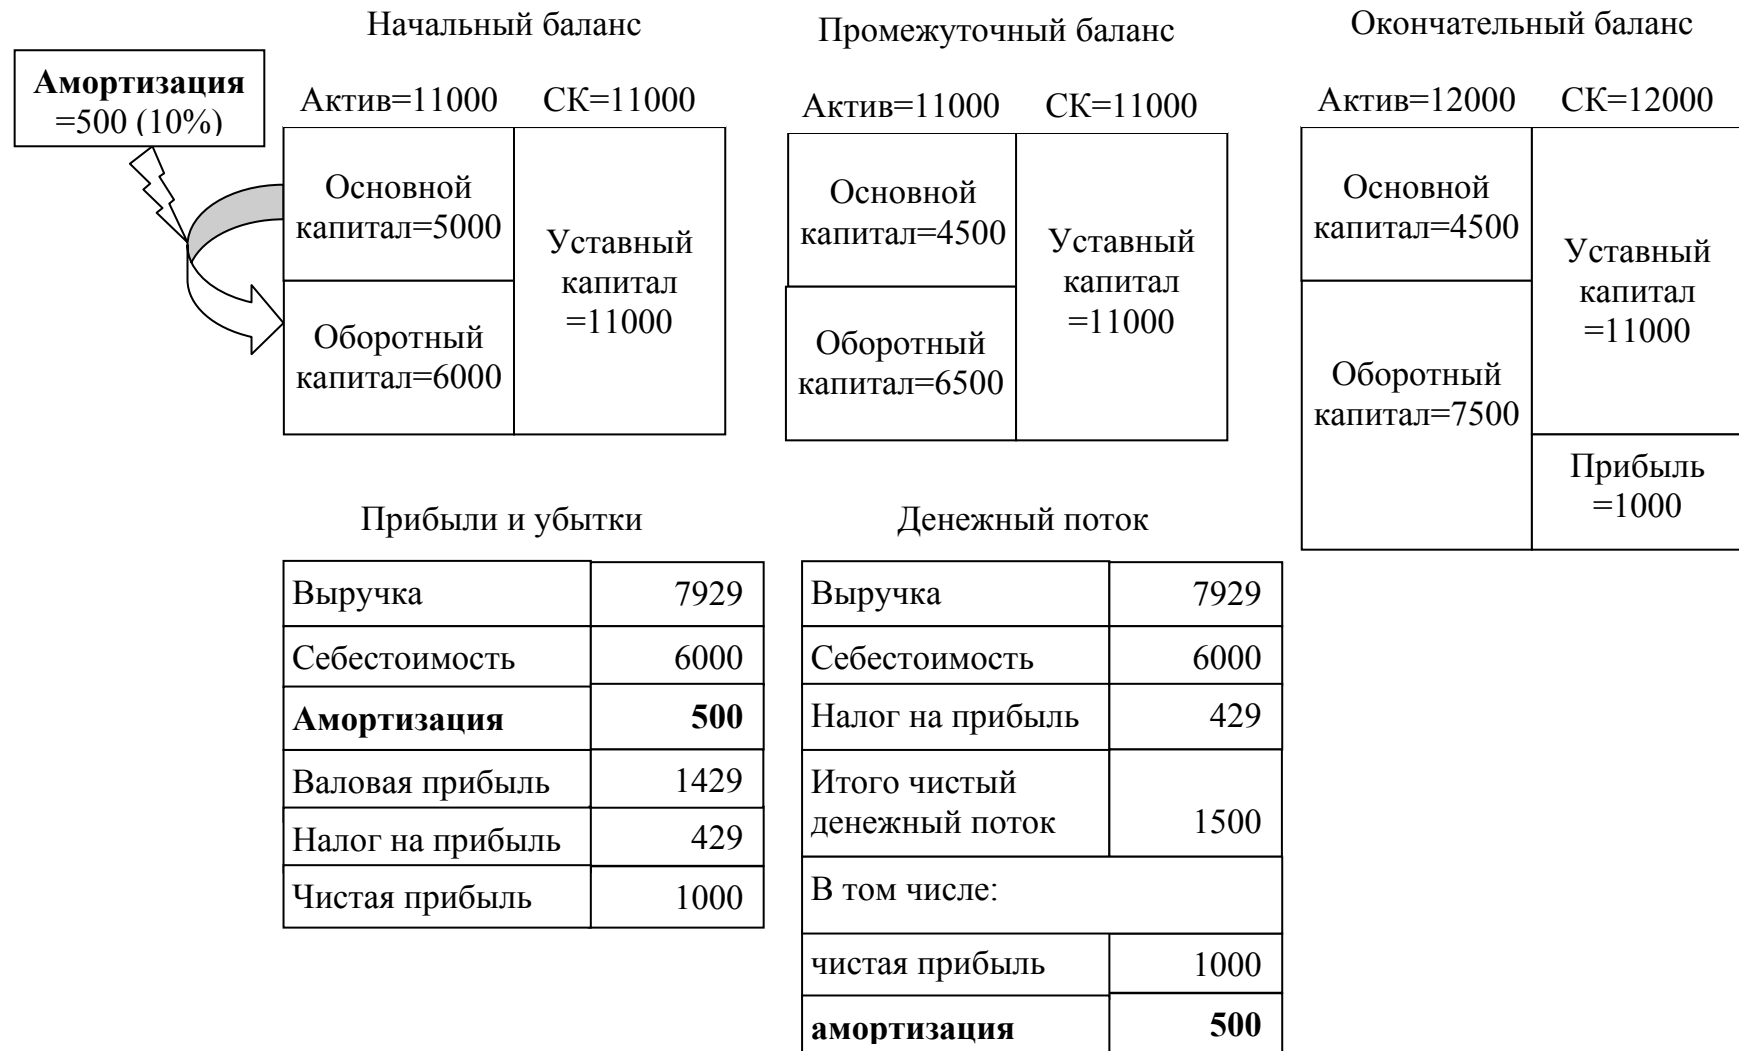 Начальный баланс
Промежуточный баланс
Окончательный баланс
Амортизация
=500 (10%)
Актив=11000 СК=11000
Основной
капитал=5000
Оборотный
капитал=6000
Уставный
капитал
=11000
Актив=11000 СК=11000
Основной
капитал=4500
Оборотный
капитал=6500
Уставный
капитал
=11000
Актив=12000 СК=12000
Основной
капитал=4500
Оборотный
капитал=7500
Уставный
капитал
=11000
Прибыль
=1000
Прибыли и убытки
Выручка 7929
Себестоимость 6000
Амортизация 500
Валовая прибыль 1429
Налог на прибыль 429
Чистая прибыль 1000
Денежный поток
Выручка 7929
Себестоимость 6000
Налог на прибыль 429
Итого чистый
денежный поток 1500
В том числе:
чистая прибыль 1000
амортизация 500